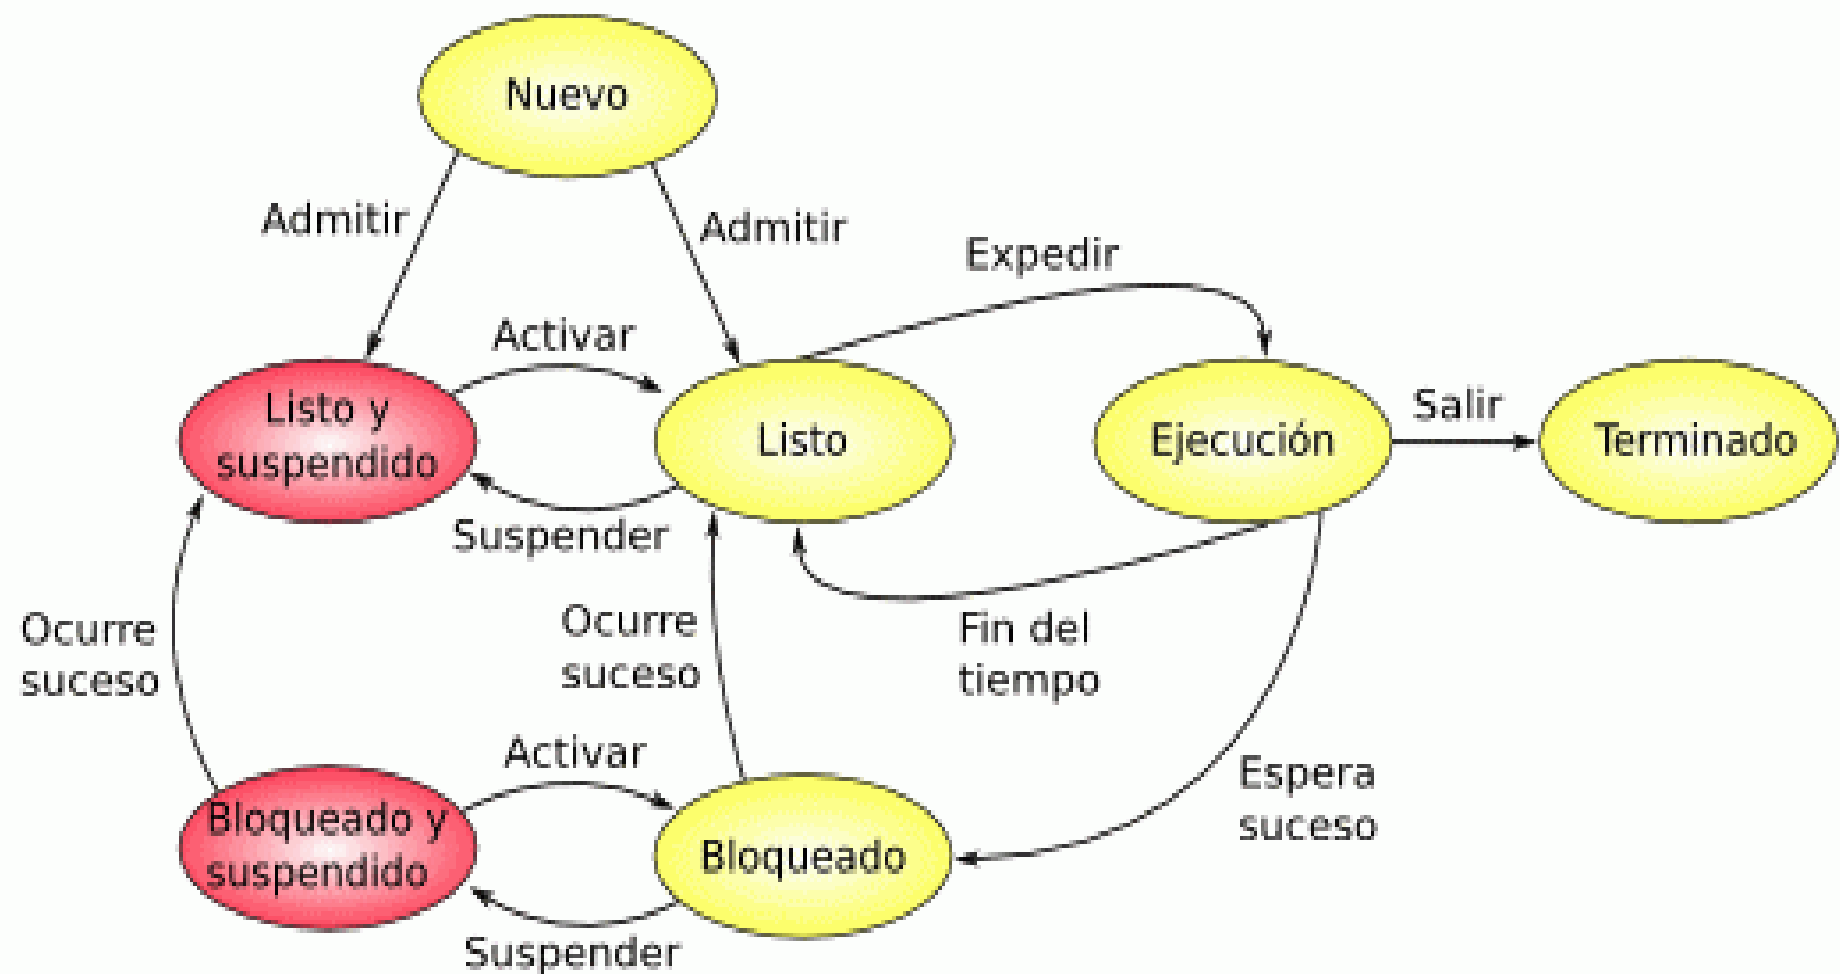 Nuevo
Admitir
Admitir
Expedir
Activar
Listo y
suspendido
Listo
Ejecución
Salir
Terminado
Suspender
Ocurre
suceso
Ocurre
suceso
Fin del
tiempo
Activar
Espera
suceso
Bloqueado y
suspendido
Bloqueado
Suspender